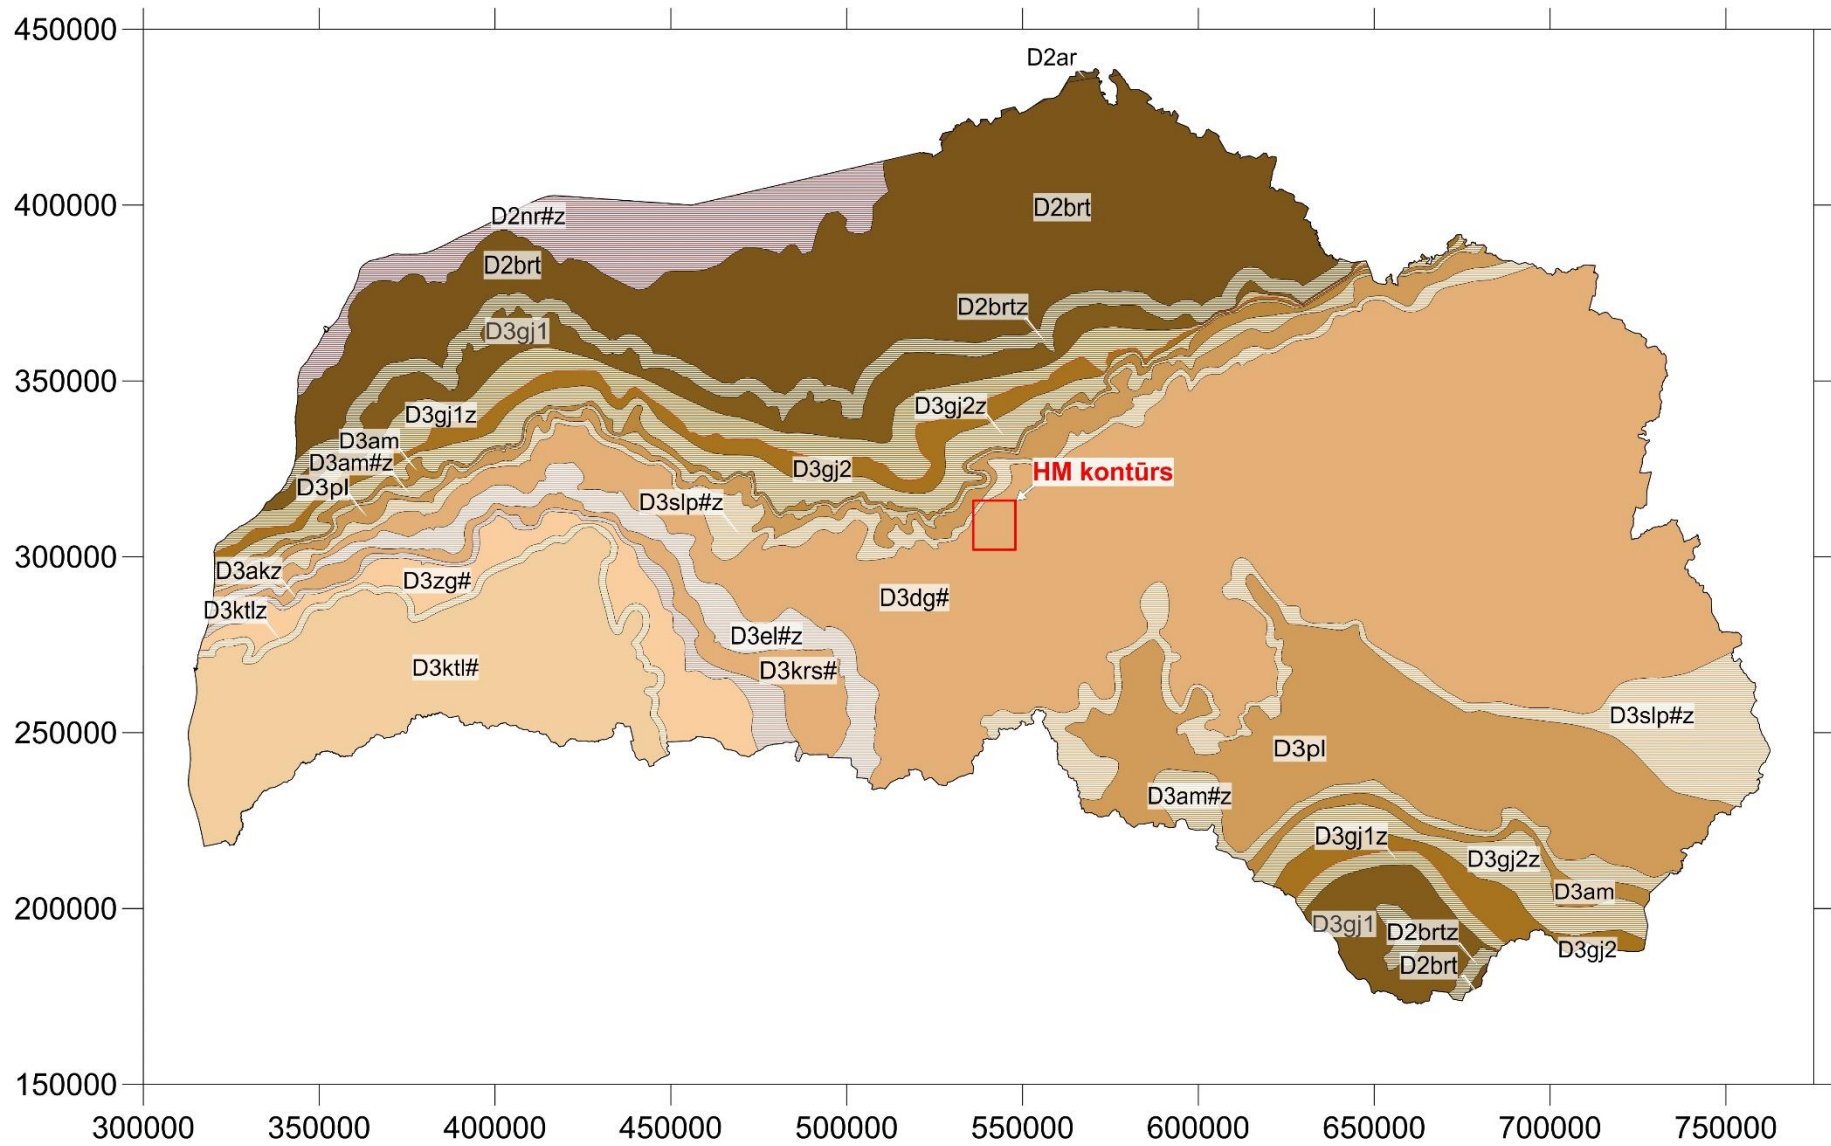 450000
D2ar
400000
D2nr#z
D2brt
D2brt
D2brtz
D3gj1
350000
D3gj2z
D3gj1z
D3am
D3am#z
D3gj2
HM kontūrs
D3pl
D3slp#z
300000
D3akz
D3zg#
D3dg#
D3ktlz
D3el#z
D3krs#
D3ktl#
250000
D3slp#z
D3pl
D3am#z
D3gj1z
D3gj2z
D3am
200000
D3gj1
D2brtz
D3gj2
D2brt
150000
300000 350000 400000 450000 500000 550000 600000 650000 700000 750000